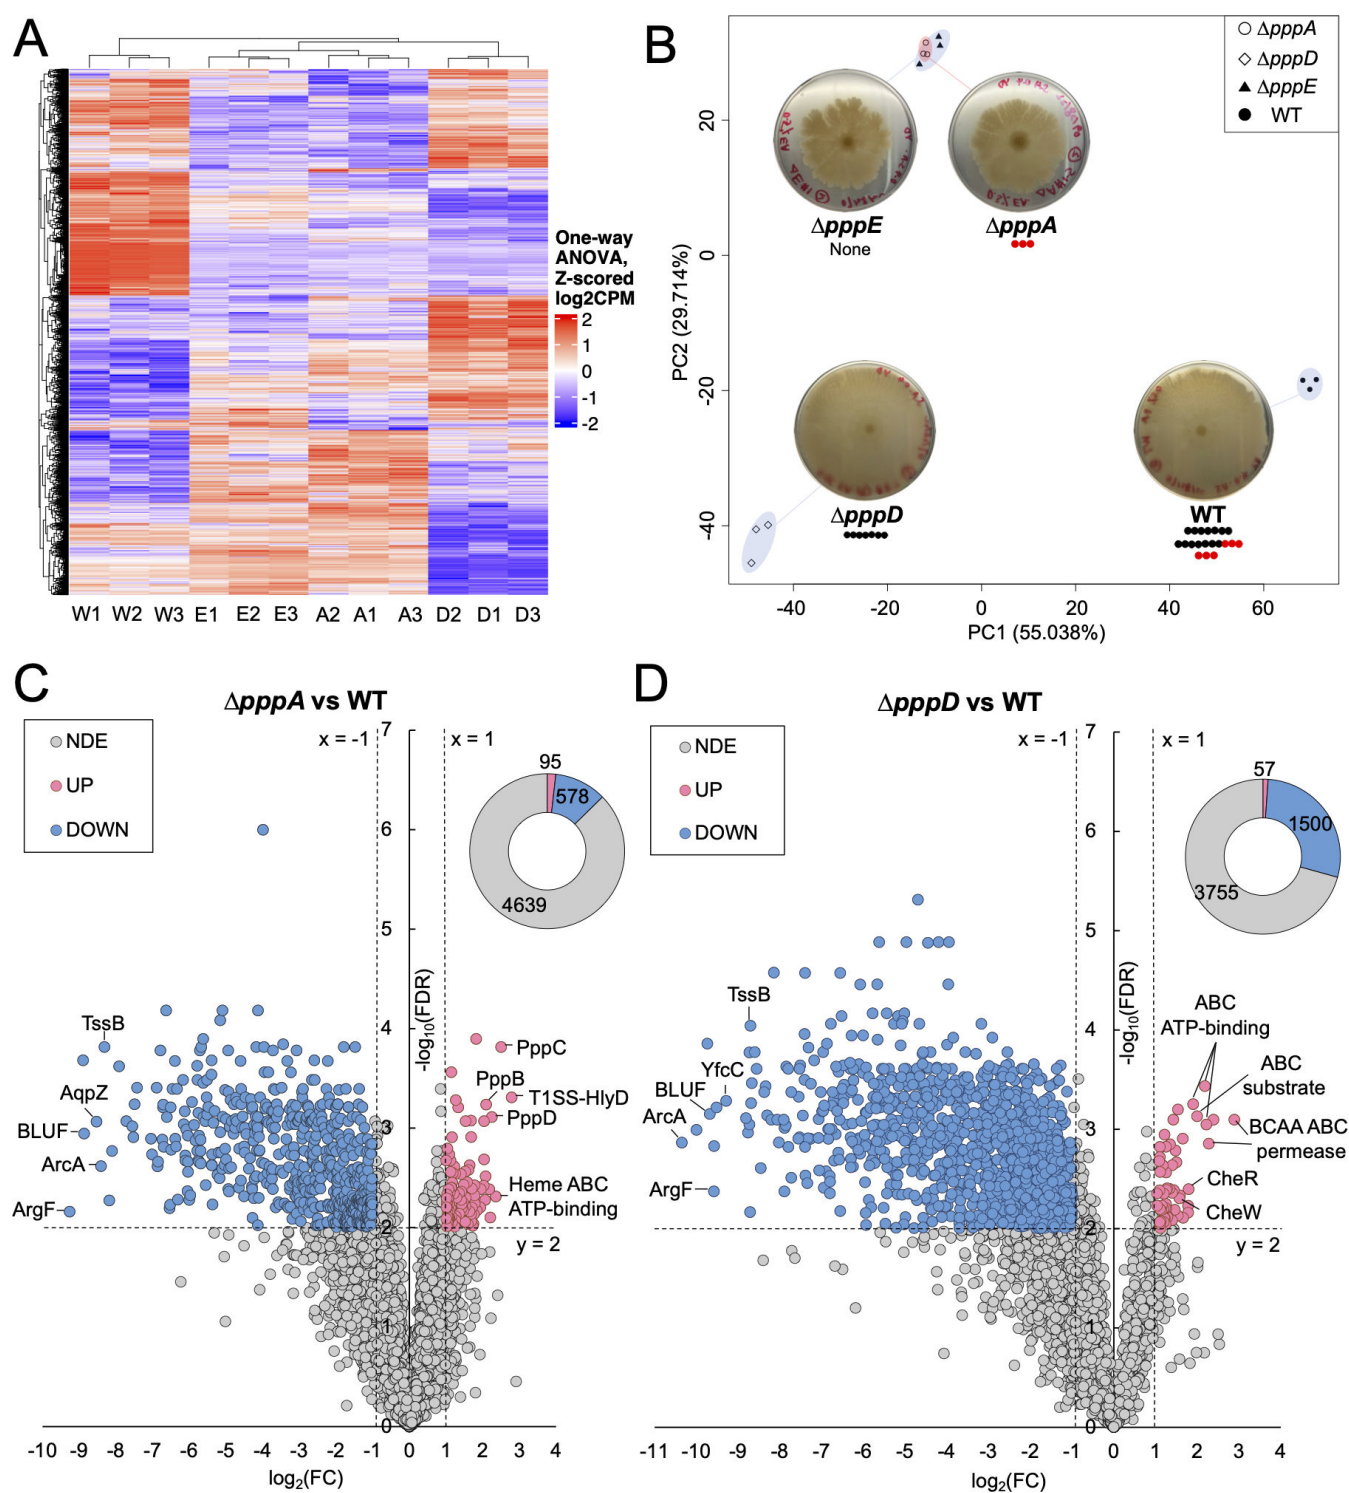 A
One-way
ANOVA,
Z-scored
log2CPM
2
1
0
-1
-2
W1 W2 W3 E1 E2 E3 A2 A1 A3 D2 D1 D3
B
ΔpppA
ΔpppD
ΔpppE
WT
ΔpppE
None
ΔpppA
ΔpppD
WT
20
0
-20
-40
PC2 (29.714%)
-40 -20 0 20 40 60
PC1 (55.038%)
C
ΔpppA vs WT
NDE
UP
DOWN
x = -1
x = 1
95
578
4639
7
6
5
4
3
2
1
0
-log10(FDR)
TssB
AqpZ
BLUF
ArcA
ArgF
PppC
PppB
T1SS-HlyD
PppD
Heme ABC
ATP-binding
y = 2
-10 -9 -8 -7 -6 -5 -4 -3 -2 -1 0 1 2 3 4
log2(FC)
D
ΔpppD vs WT
NDE
UP
DOWN
x = -1
x = 1
57
1500
3755
7
6
5
4
3
2
1
0
-log10(FDR)
TssB
YfcC
BLUF
ArcA
ArgF
ABC
ATP-binding
ABC
substrate
BCAA ABC
permease
CheR
CheW
y = 2
-11 -10 -9 -8 -7 -6 -5 -4 -3 -2 -1 0 1 2 3 4
log2(FC)